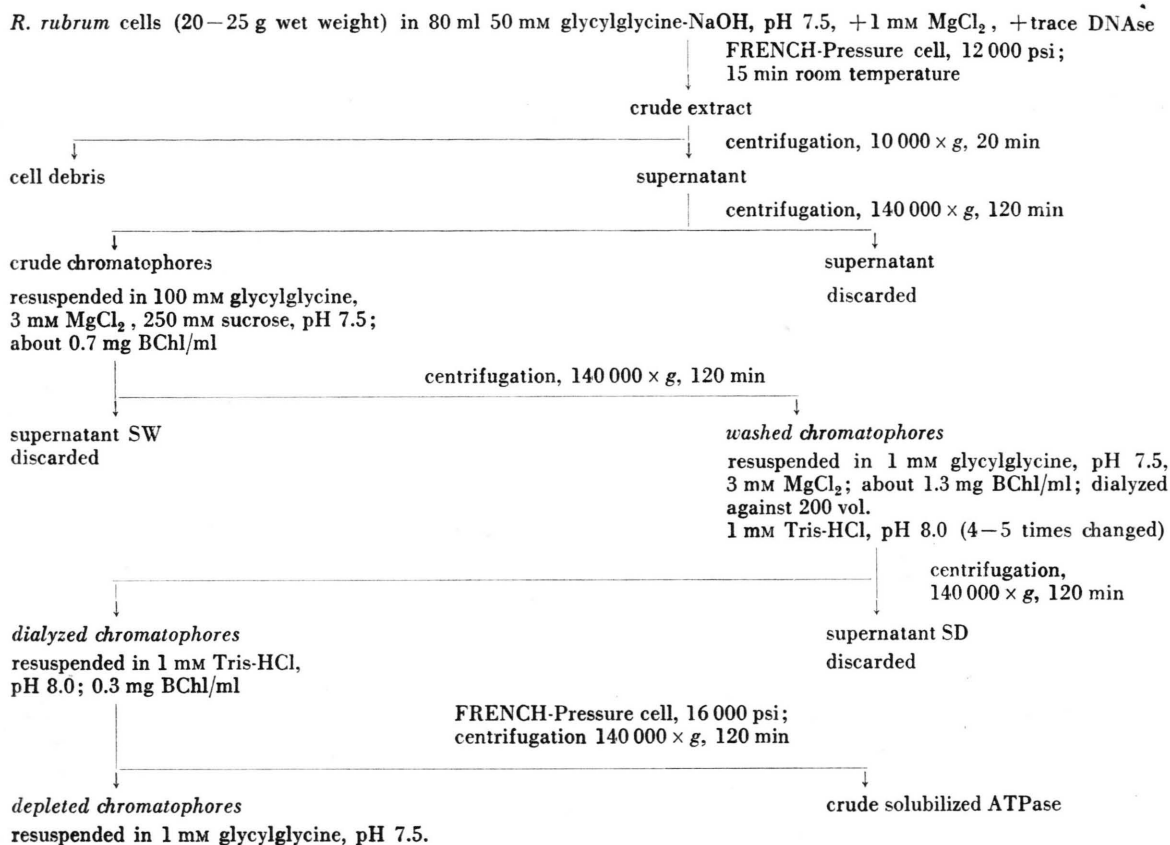 R. rubrum cells (20–25 g wet weight) in 80 ml 50 mM glycylglycine-NaOH, pH 7.5, +1 mM MgCl₂, +trace DNAse
FRENCH-Pressure cell, 12 000 psi;
15 min room temperature
crude extract
centrifugation, 10 000 × g, 20 min
cell debris
supernatant
centrifugation, 140 000 × g, 120 min
crude chromatophores
supernatant
resuspended in 100 mM glycylglycine,
discarded
3 mM MgCl₂, 250 mM sucrose, pH 7.5;
about 0.7 mg BChl/ml
centrifugation, 140 000 × g, 120 min
supernatant SW
discarded
washed chromatophores
resuspended in 1 mM glycylglycine, pH 7.5,
3 mM MgCl₂; about 1.3 mg BChl/ml; dialyzed
against 200 vol.
1 mM Tris-HCl, pH 8.0 (4–5 times changed)
centrifugation,
140 000 × g, 120 min
dialyzed chromatophores
resuspended in 1 mM Tris-HCl,
pH 8.0; 0.3 mg BChl/ml
supernatant SD
discarded
FRENCH-Pressure cell, 16 000 psi;
centrifugation 140 000 × g, 120 min
depleted chromatophores
crude solubilized ATPase
resuspended in 1 mM glycylglycine, pH 7.5.